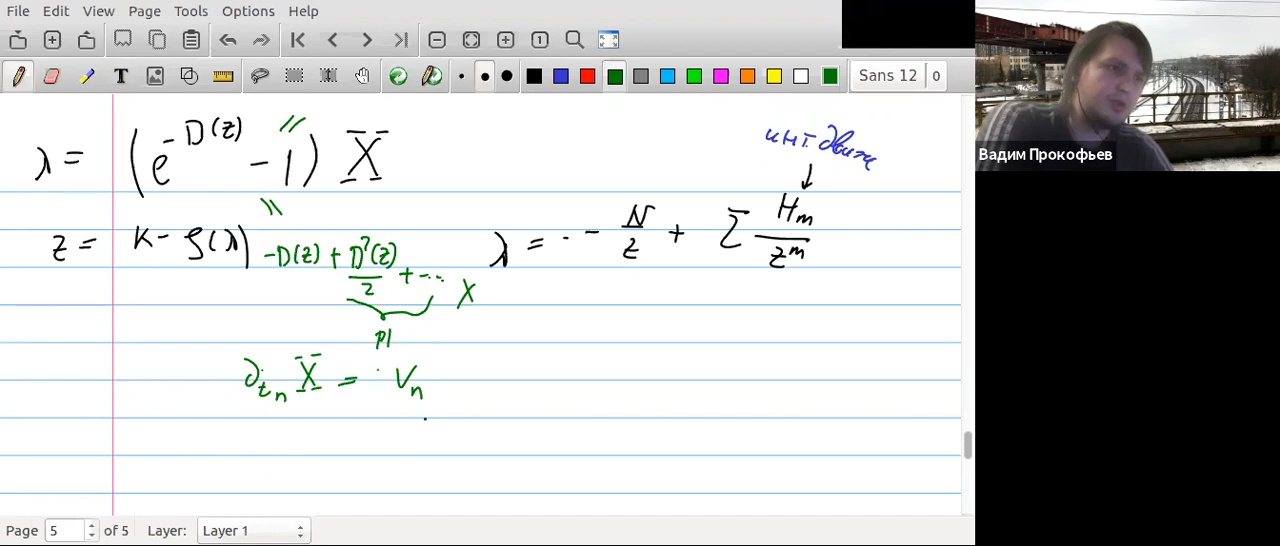 File Edit View Page Tools Options Help
Sans 12 0
λ = (e^{-D(z)} - 1) X
инт. движ
z = K - ζ(λ)
-D(z) + D²(z)/2 + ... X
λ = - N/z + Σ H_m/z^m
∂_{t_n} X = V_n
Вадим Прокофьев
Page 5 of 5 Layer: Layer 1